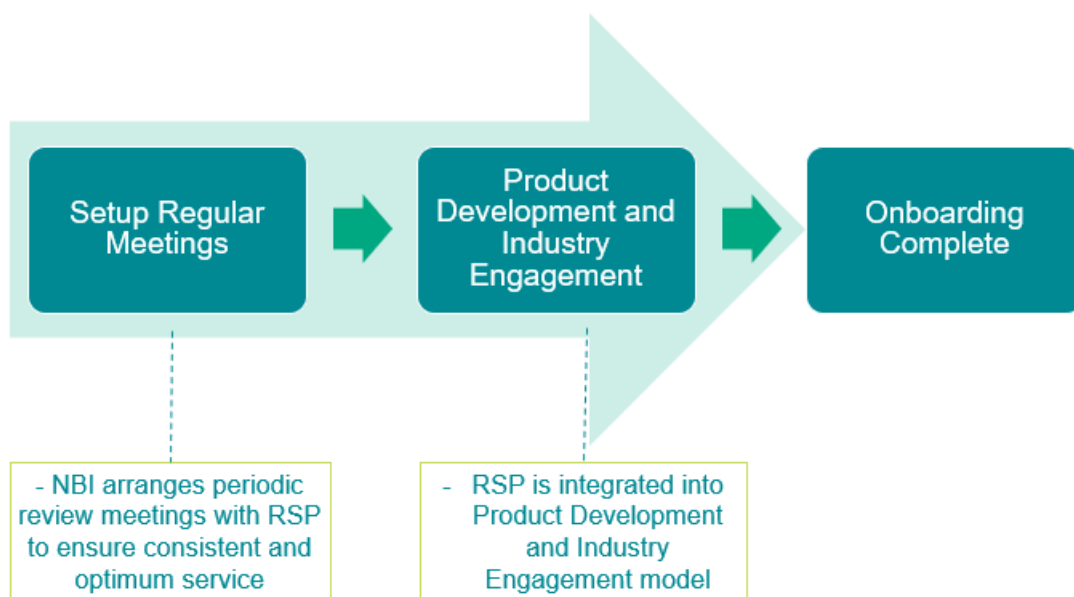 Setup Regular
Meetings
Product
Development and
Industry
Engagement
Onboarding
Complete
- NBI arranges periodic
review meetings with RSP
to ensure consistent and
optimum service
- RSP is integrated into
Product Development
and Industry
Engagement model